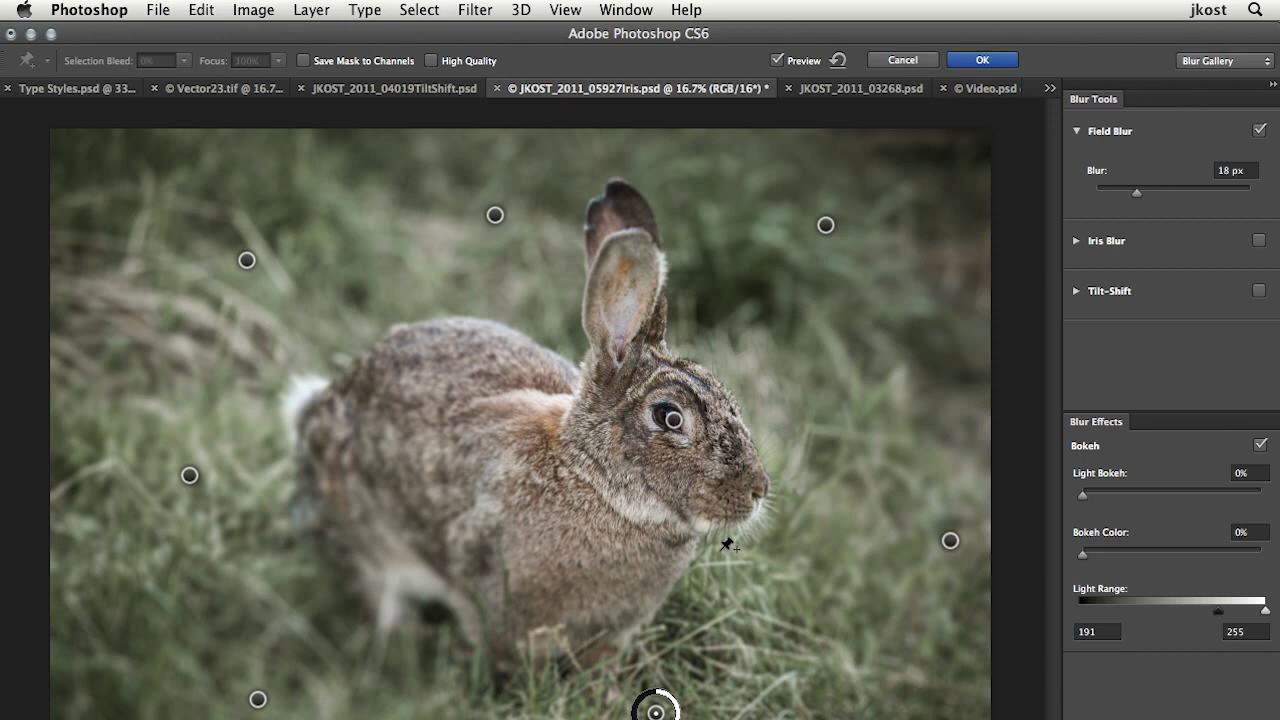 Photoshop File Edit Image Layer Type Select Filter 3D View Window Help jkost
Adobe Photoshop CS6
Selection Bleed: 0% Focus: 100% Save Mask to Channels High Quality Preview Cancel OK Blur Gallery
Type Styles.psd @ 33... © Vector23.tif @ 16.7... JKOST_2011_04019TiltShift.psd © JKOST_2011_05927Iris.psd @ 16.7% (RGB/16*) * JKOST_2011_03268.psd © Video.psd
Blur Tools
Field Blur
Blur: 18 px
Iris Blur
Tilt-Shift
Blur Effects
Bokeh
Light Bokeh: 0%
Bokeh Color: 0%
Light Range:
191 255